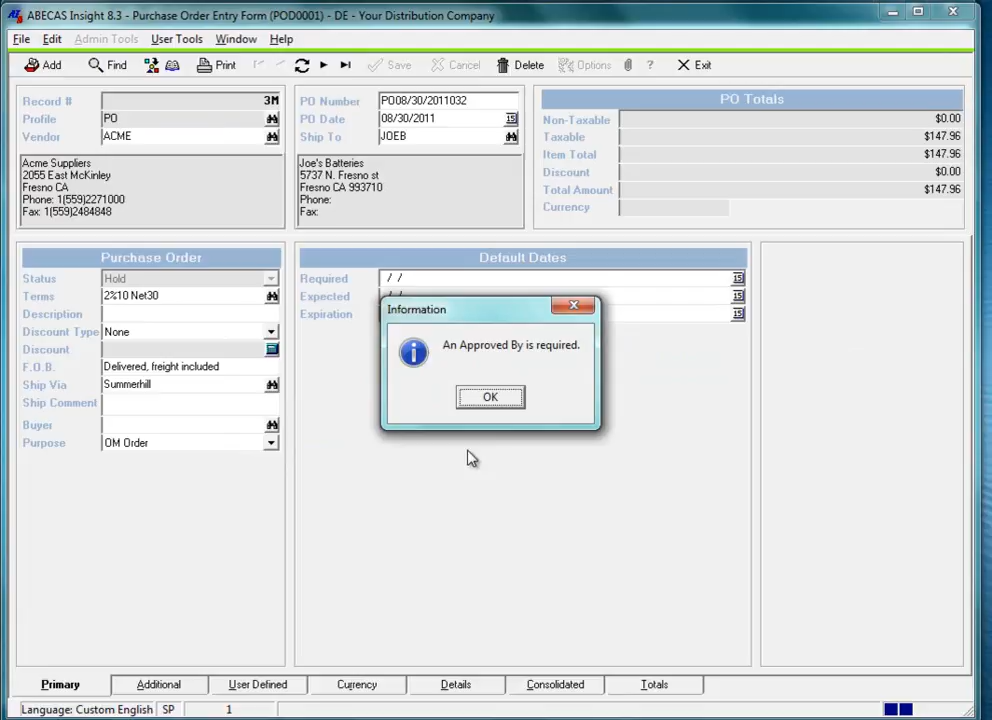 ABECAS Insight 8.3 - Purchase Order Entry Form (POD0001) - DE - Your Distribution Company
File Edit Admin Tools User Tools Window Help
Add Find Print Save Cancel Delete Options ? Exit
Record # 3M
Profile PO
Vendor ACME
Acme Suppliers
2055 East McKinley
Fresno CA
Phone: 1(559)2271000
Fax: 1(559)2484848
PO Number PO08/30/2011032
PO Date 08/30/2011 15
Ship To JOEB
Joe's Batteries
5737 N. Fresno st
Fresno CA 993710
Phone:
Fax:
PO Totals
Non-Taxable $0.00
Taxable $147.96
Item Total $147.96
Discount $0.00
Total Amount $147.96
Currency
Purchase Order
Status Hold
Terms 2%10 Net30
Description
Discount Type None
Discount
F.O.B. Delivered, freight included
Ship Via Summerhill
Ship Comment
Buyer
Purpose OM Order
Default Dates
Required / / 15
Expected / / 15
Expiration 15
Information
An Approved By is required.
OK
Primary Additional User Defined Currency Details Consolidated Totals
Language: Custom English SP 1